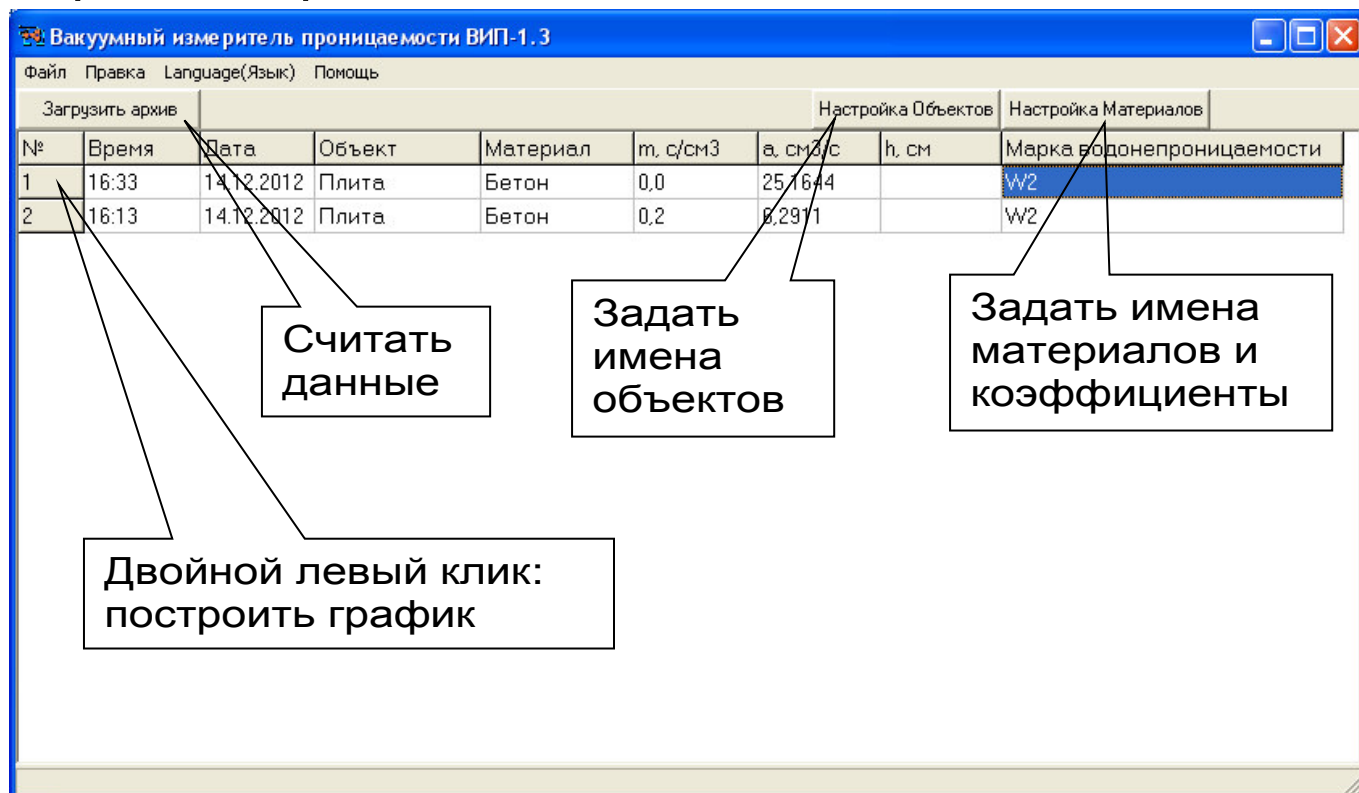 Вакуумный измеритель проницаемости ВИП-1.3
Файл Правка Language(Язык) Помощь
Загрузить архив Настройка Объектов Настройка Материалов
№ Время Дата Объект Материал m, с/см3 a, см3/с h, см Марка водонепроницаемости
1 16:33 14.12.2012 Плита Бетон 0,0 25,1644 W2
2 16:13 14.12.2012 Плита Бетон 0,2 6,2911 W2
Считать
данные
Задать
имена
объектов
Задать имена
материалов и
коэффициенты
Двойной левый клик:
построить график